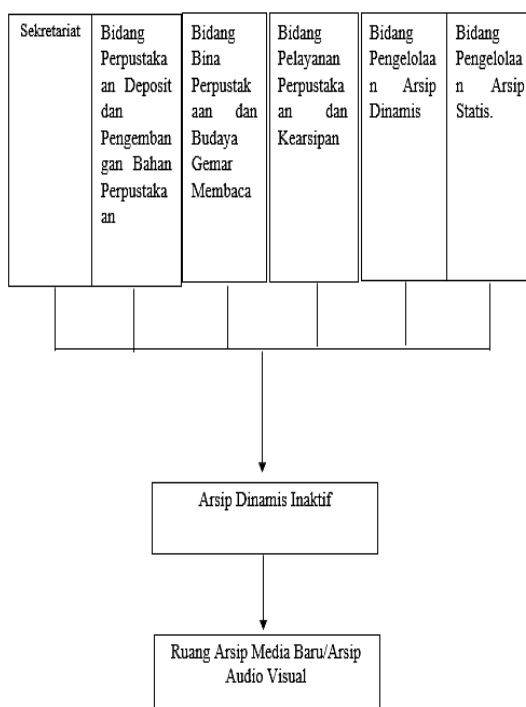 Sekretariat
Bidang
Perpustaka
an Deposit
dan
Pengemban
gan Bahan
Perpustaka
an
Bidang
Bina
Perpustak
aan dan
Budaya
Gemar
Membaca
Bidang
Pelayanan
Perpustaka
an dan
Kearsipan
Bidang
Pengelolaa
n Arsip
Dinamis
Bidang
Pengelolaa
n Arsip
Statis.
Arsip Dinamis Inaktif
Ruang Arsip Media Baru/Arsip
Audio Visual